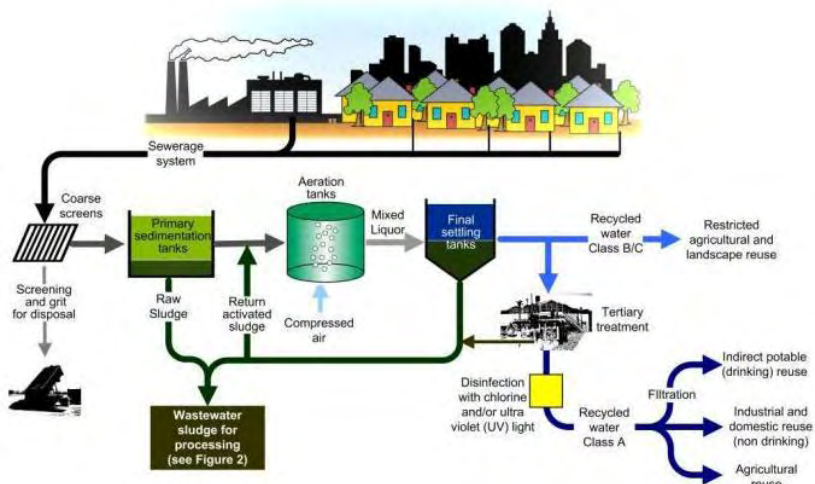 Sewerage
system
Coarse
screens
Primary
sedimentation
tanks
Aeration
tanks
Mixed
Liquor
Final
settling
tanks
Recycled
water
Class B/C
Restricted
agricultural and
landscape reuse
Screening
and grit
for disposal
Raw
Sludge
Return
activated
sludge
Compressed
air
Tertiary
treatment
Wastewater
sludge for
processing
(see Figure 2)
Disinfection
with chlorine
and/or ultra
violet (UV) light
Recycled
water
Class A
FIltration
Indirect potable
(drinking) reuse
Industrial and
domestic reuse
(non drinking)
Agricultural
reuse